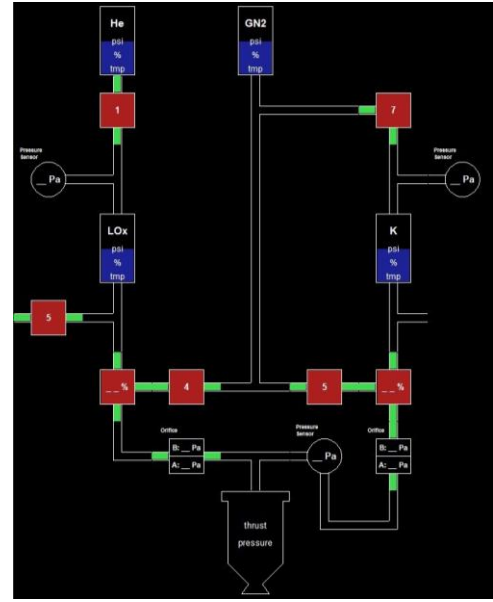 He
psi
%
tmp
GN2
psi
%
tmp
1
7
Pressure
Sensor
__ Pa
Pressure
Sensor
__ Pa
LOx
psi
%
tmp
K
psi
%
tmp
5
__%
4
5
__%
Orifice
B: __ Pa
A: __ Pa
Pressure
Sensor
__ Pa
Orifice
B: __ Pa
A: __ Pa
thrust
pressure